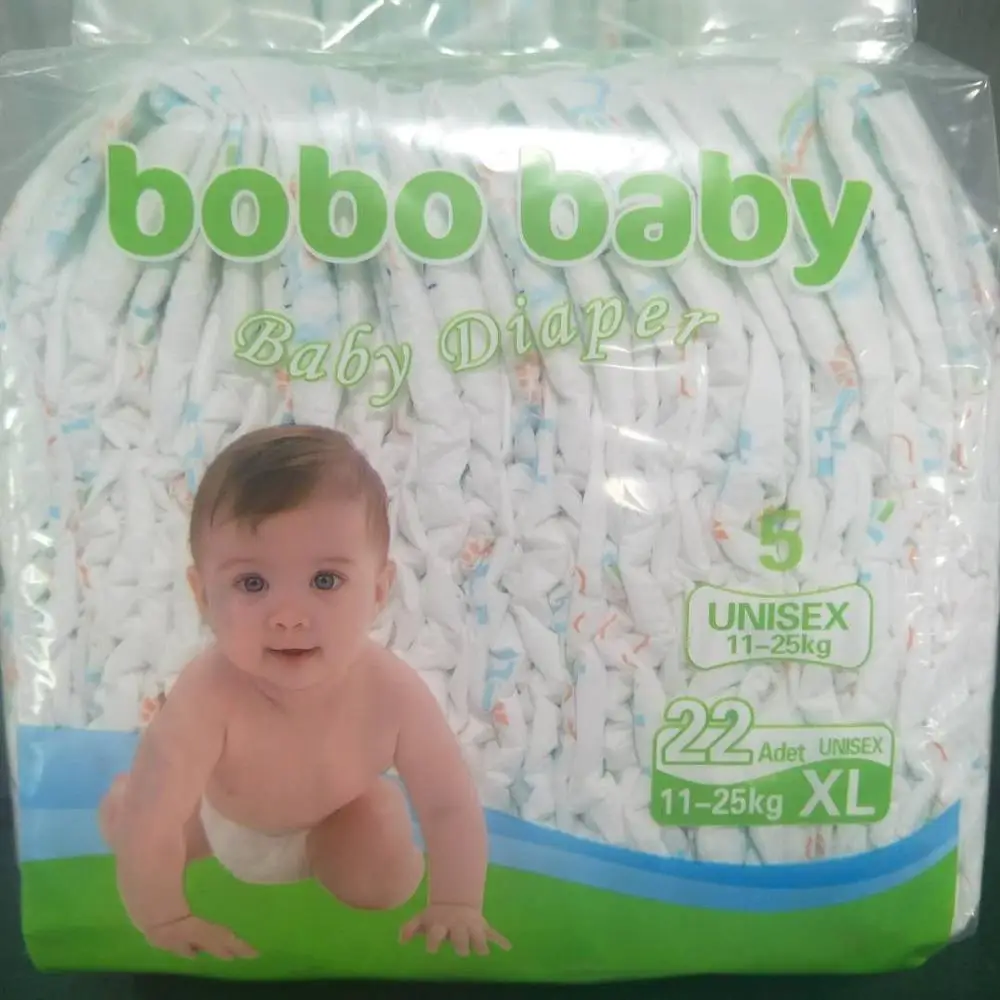 bobo baby
Baby Diaper
5
UNISEX
11-25kg
22 Adet UNISEX
11-25kg XL